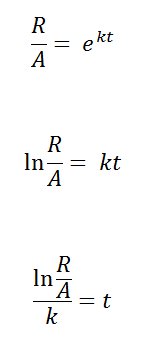 R/A = e^{kt}
ln R/A = kt
(ln R/A)/k = t